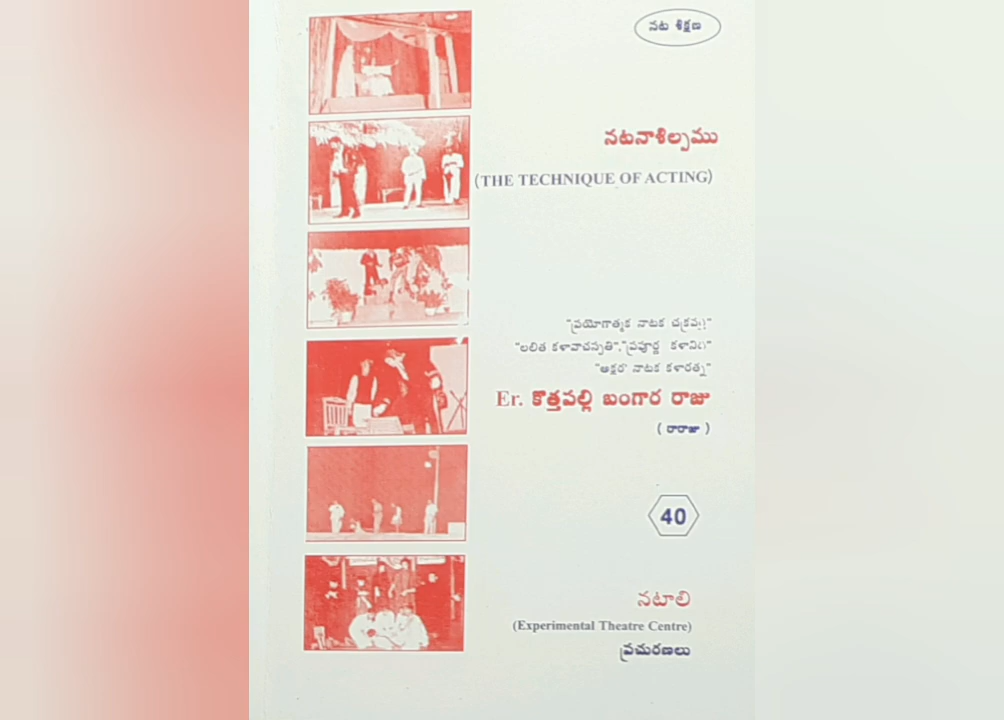 నట శిక్షణ
నటనాశిల్పము
(THE TECHNIQUE OF ACTING)
"ప్రయోగాత్మక నాటక చక్రవర్తి"
"లలిత కళావాచస్పతి","ప్రపూర్ణ కళానిధి"
"అక్షర' నాటక కళారత్న"
Er. కొత్తపల్లి బంగార రాజు
( రారాజు )
40
నటాలి
(Experimental Theatre Centre)
ప్రచురణలు